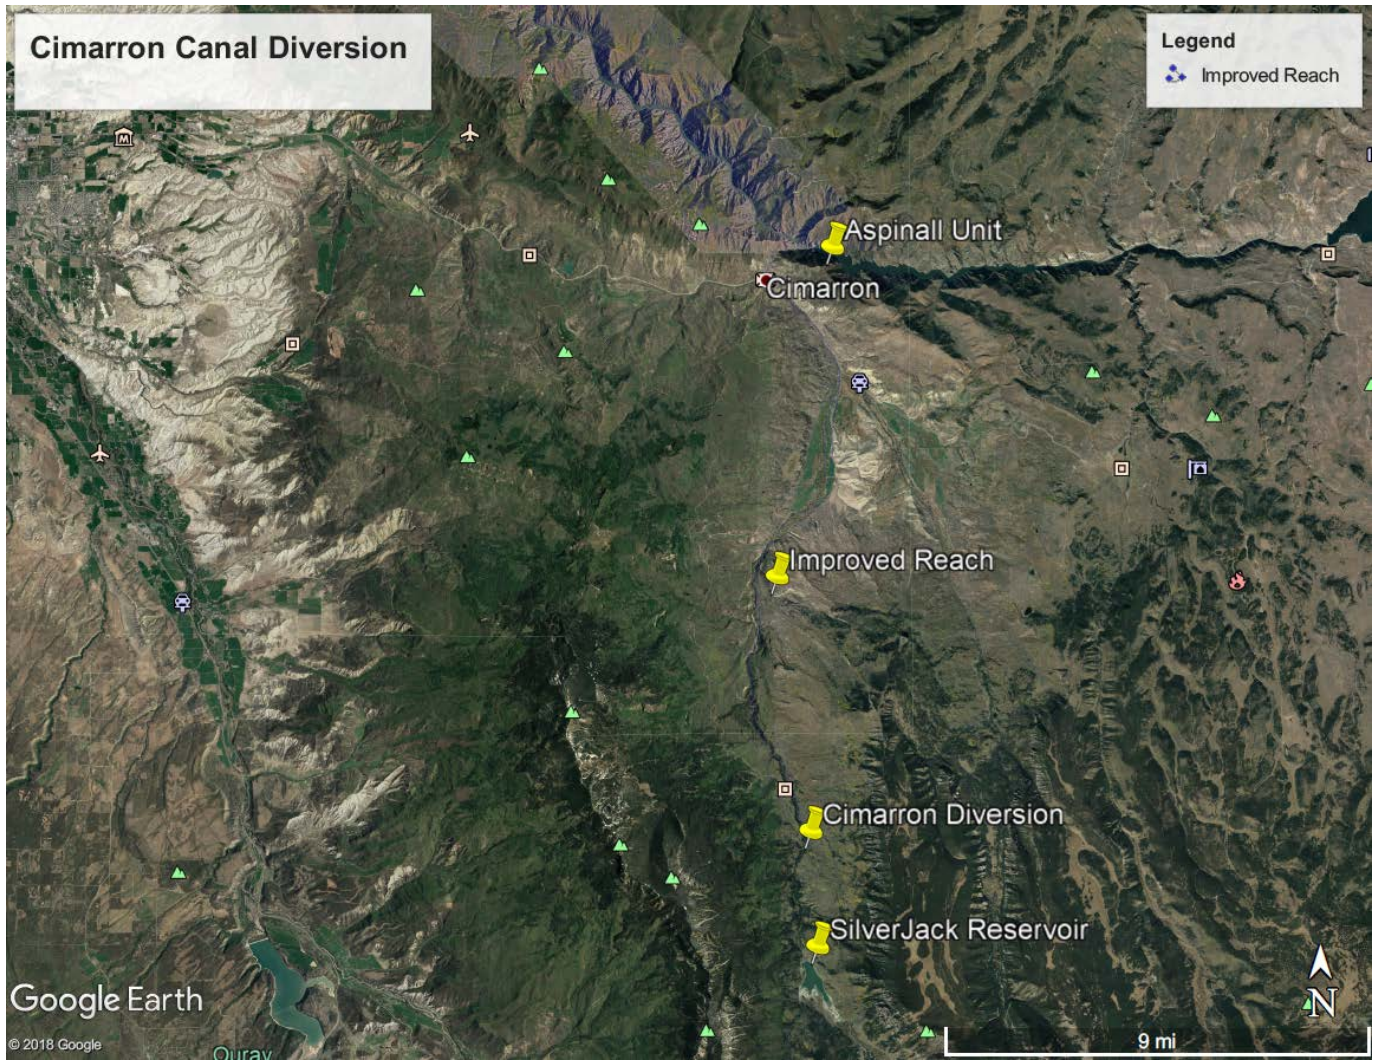 Cimarron Canal Diversion
Legend
Improved Reach
M
Aspinall Unit
Cimarron
Improved Reach
Cimarron Diversion
SilverJack Reservoir
Google Earth
N
9 mi
© 2018 Google
Ouray